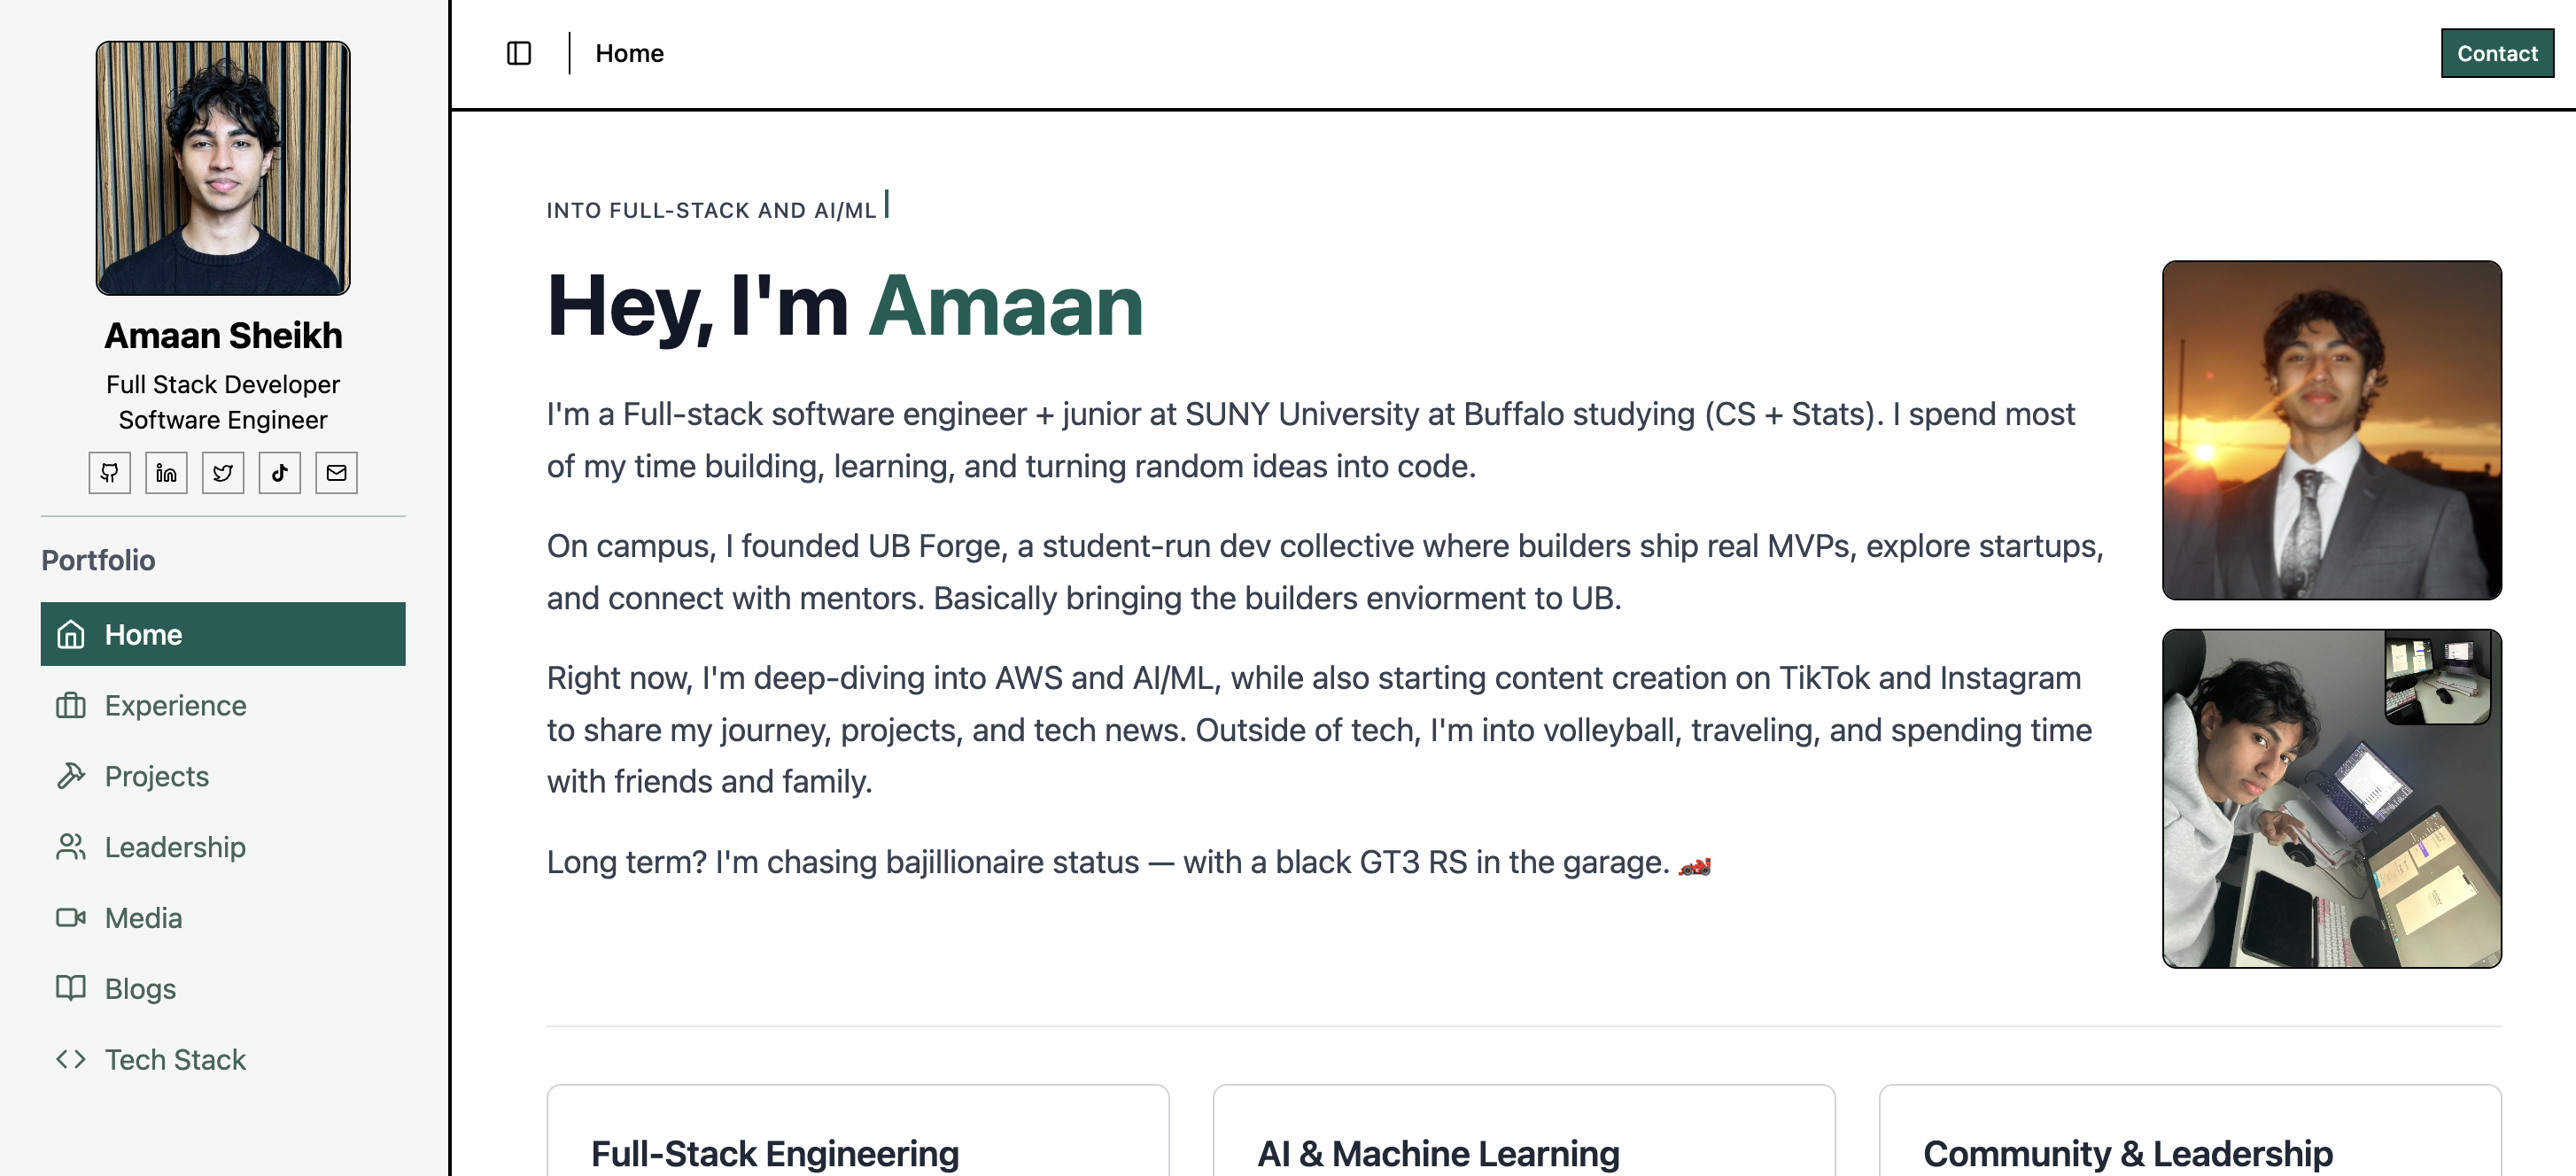 Amaan Sheikh
Full Stack Developer
Software Engineer
Portfolio
Home
Experience
Projects
Leadership
Media
Blogs
Tech Stack
Home
Contact
INTO FULL-STACK AND AI/ML
Hey, I'm Amaan
I'm a Full-stack software engineer + junior at SUNY University at Buffalo studying (CS + Stats). I spend most
of my time building, learning, and turning random ideas into code.
On campus, I founded UB Forge, a student-run dev collective where builders ship real MVPs, explore startups,
and connect with mentors. Basically bringing the builders enviorment to UB.
Right now, I'm deep-diving into AWS and AI/ML, while also starting content creation on TikTok and Instagram
to share my journey, projects, and tech news. Outside of tech, I'm into volleyball, traveling, and spending time
with friends and family.
Long term? I'm chasing bajillionaire status — with a black GT3 RS in the garage. 🏎️
Full-Stack Engineering
AI & Machine Learning
Community & Leadership